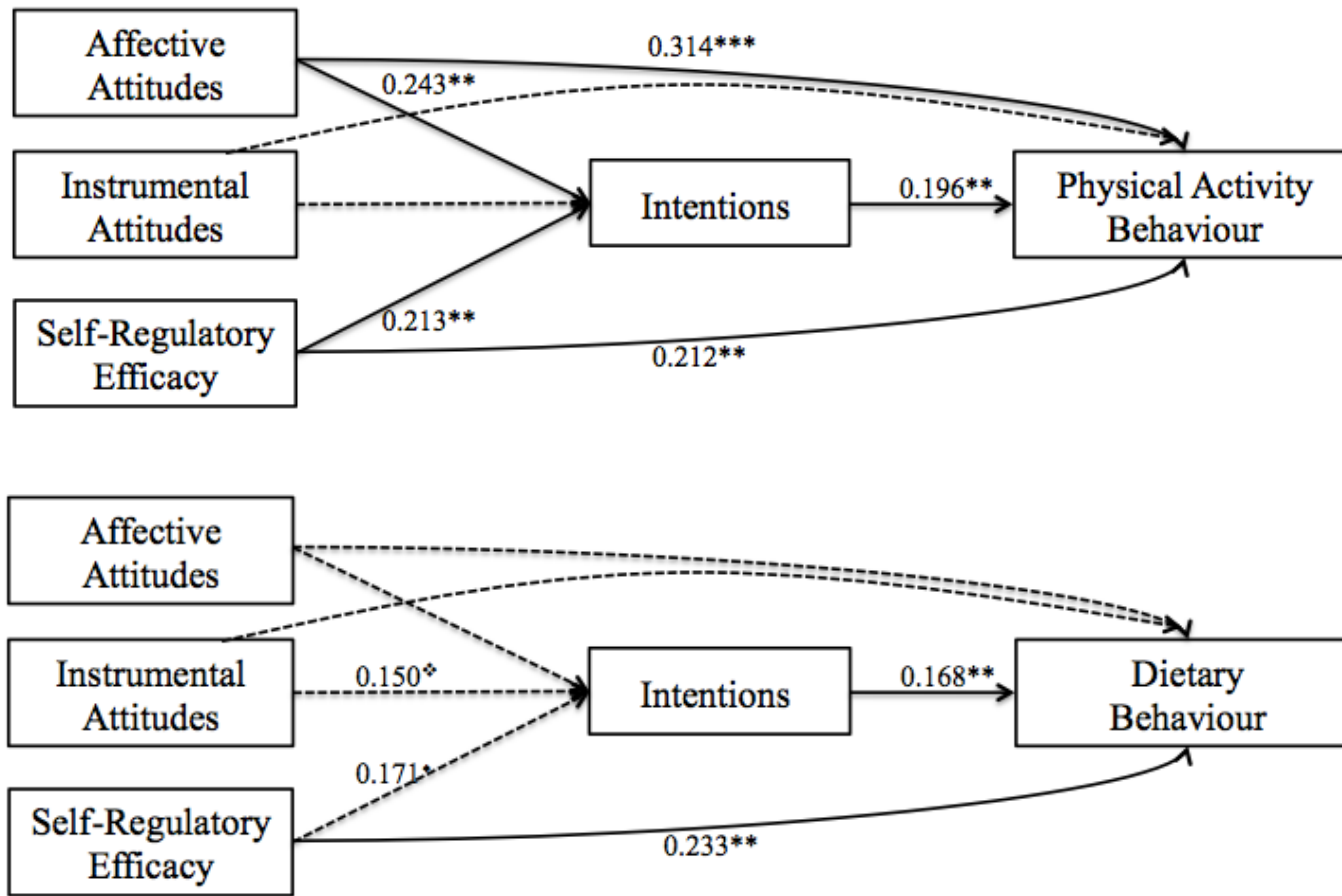 Affective
Attitudes
0.314***
0.243**
Instrumental
Attitudes
Intentions
0.196**
Physical Activity
Behaviour
Self-Regulatory
Efficacy
0.213**
0.212**
Affective
Attitudes
Instrumental
Attitudes
0.150❖
Intentions
0.168**
Dietary
Behaviour
0.171❖
Self-Regulatory
Efficacy
0.233**